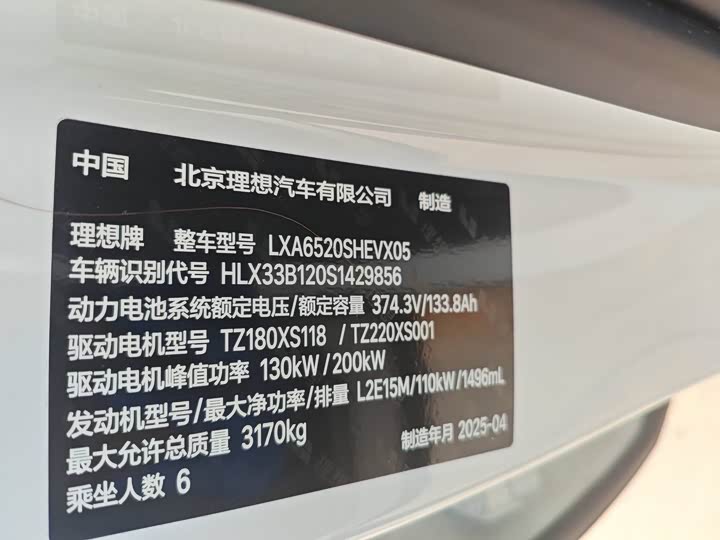 中国 北京理想汽车有限公司 制造
理想牌 整车型号 LXA6520SHEVX05
车辆识别代号 HLX33B120S1429856
动力电池系统额定电压/额定容量 374.3V/133.8Ah
驱动电机型号 TZ180XS118 / TZ220XS001
驱动电机峰值功率 130kW / 200kW
发动机型号/最大净功率/排量 L2E15M/110kW/1496mL
最大允许总质量 3170kg 制造年月 2025-04
乘坐人数 6